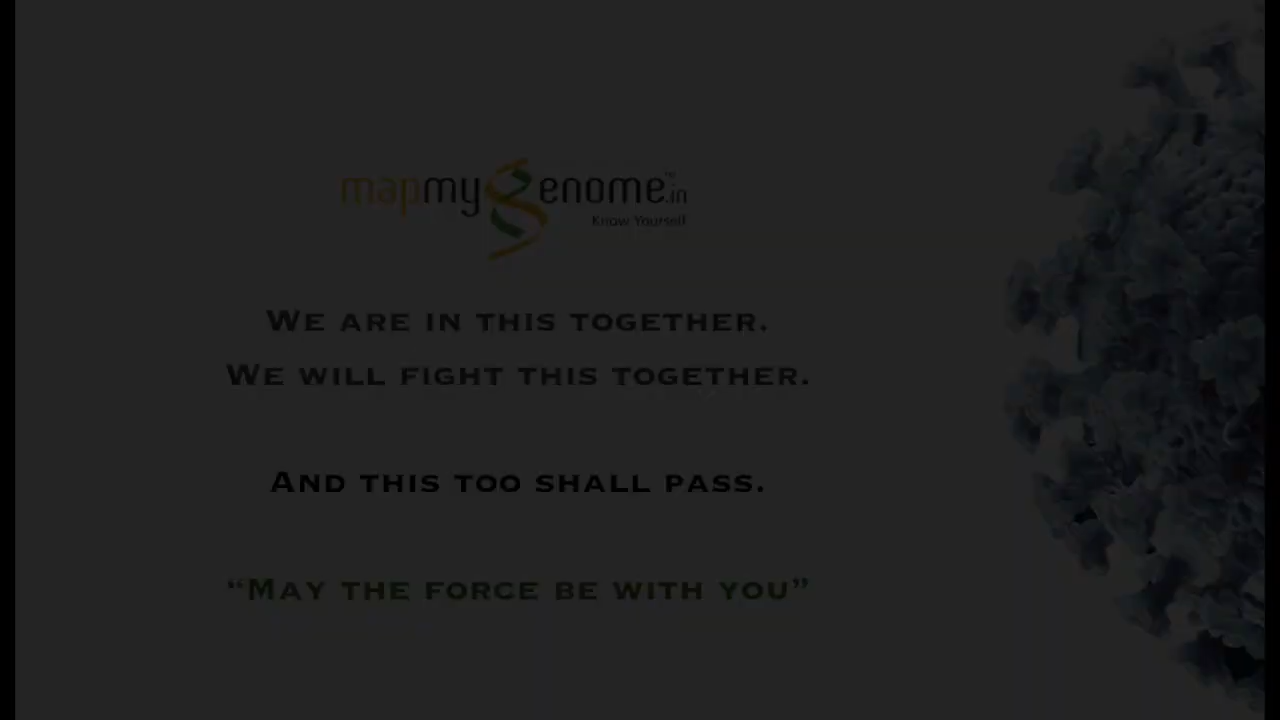 mapmygenome.in™
Know Yourself
WE ARE IN THIS TOGETHER.
WE WILL FIGHT THIS TOGETHER.
AND THIS TOO SHALL PASS.
“MAY THE FORCE BE WITH YOU”